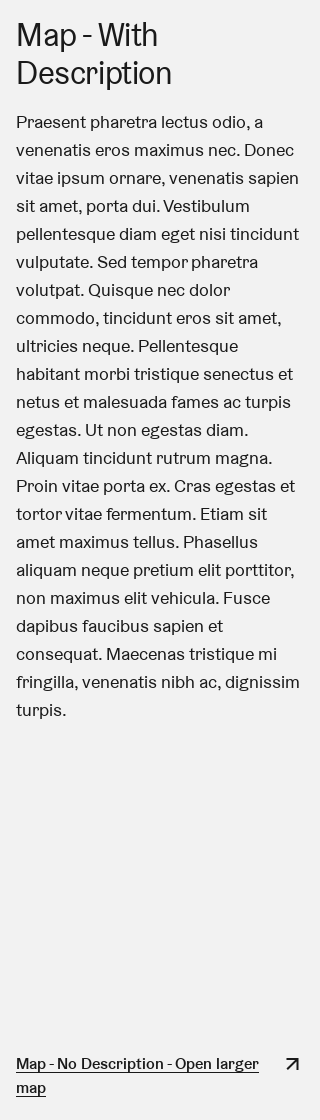 Map - With
Description
Praesent pharetra lectus odio, a
venenatis eros maximus nec. Donec
vitae ipsum ornare, venenatis sapien
sit amet, porta dui. Vestibulum
pellentesque diam eget nisi tincidunt
vulputate. Sed tempor pharetra
volutpat. Quisque nec dolor
commodo, tincidunt eros sit amet,
ultricies neque. Pellentesque
habitant morbi tristique senectus et
netus et malesuada fames ac turpis
egestas. Ut non egestas diam.
Aliquam tincidunt rutrum magna.
Proin vitae porta ex. Cras egestas et
tortor vitae fermentum. Etiam sit
amet maximus tellus. Phasellus
aliquam neque pretium elit porttitor,
non maximus elit vehicula. Fusce
dapibus faucibus sapien et
consequat. Maecenas tristique mi
fringilla, venenatis nibh ac, dignissim
turpis.
Map - No Description - Open larger
map